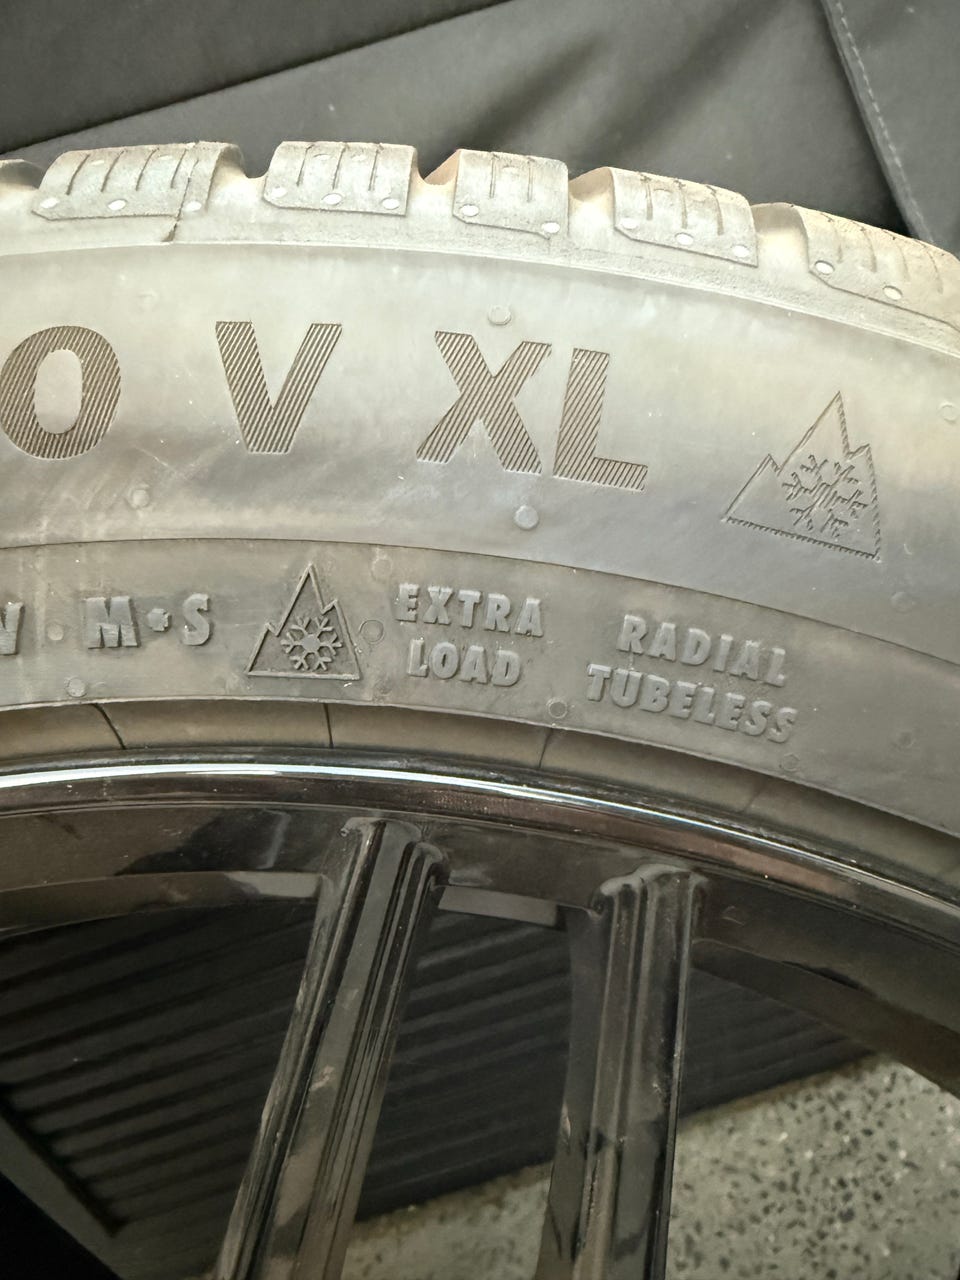 0 V XL
M+S
EXTRA
LOAD
RADIAL
TUBELESS